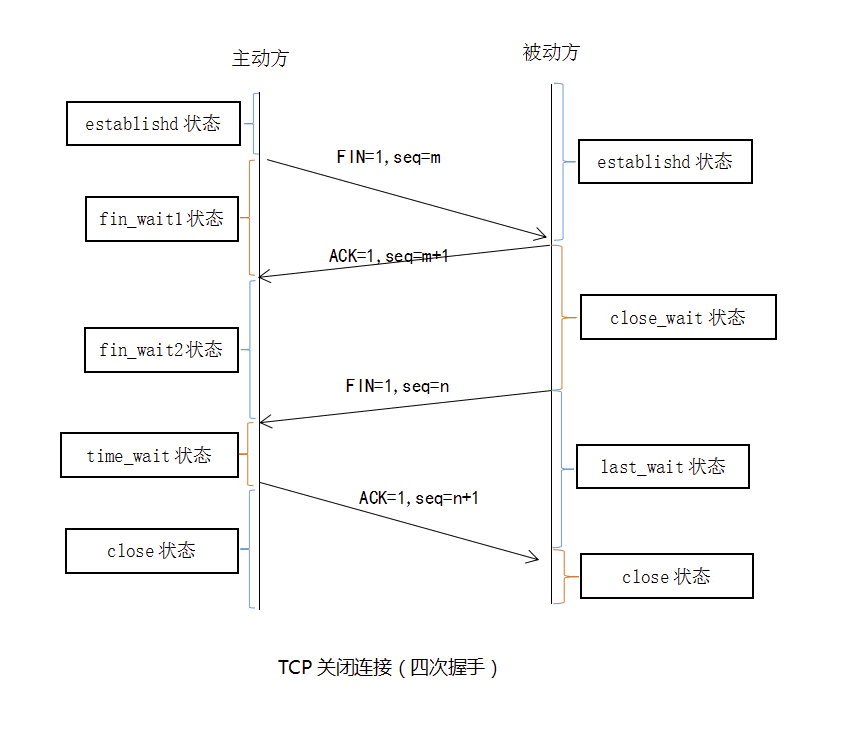 主动方
被动方
establishd 状态
FIN=1,seq=m
establishd 状态
fin_wait1 状态
ACK=1,seq=m+1
close_wait 状态
fin_wait2 状态
FIN=1,seq=n
time_wait 状态
last_wait 状态
ACK=1,seq=n+1
close 状态
close 状态
TCP 关闭连接（四次握手）